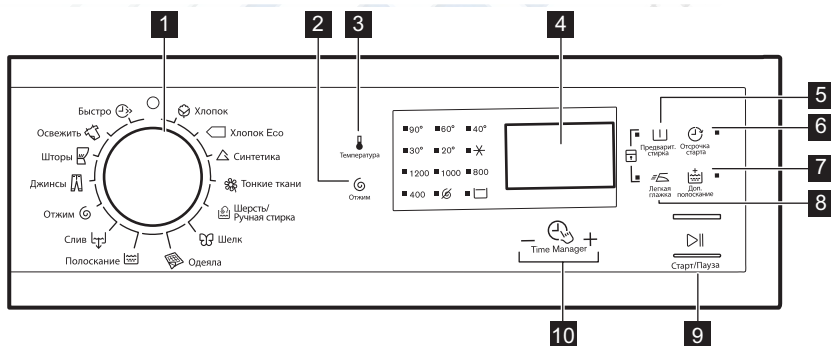 1
2
3
4
5
6
7
8
9
10
Быстро
Освежить
Шторы
Джинсы
Отжим
Слив
Полоскание
Хлопок
Хлопок Eco
Синтетика
Тонкие ткани
Шерсть/
Ручная стирка
Шелк
Одеяла
Температура
Отжим
90° 60° 40°
30° 20°
1200 1000 800
400
Time Manager
Предварит.
стирка
Отсрочка
старта
Легкая
глажка
Доп.
полоскание
Старт/Пауза